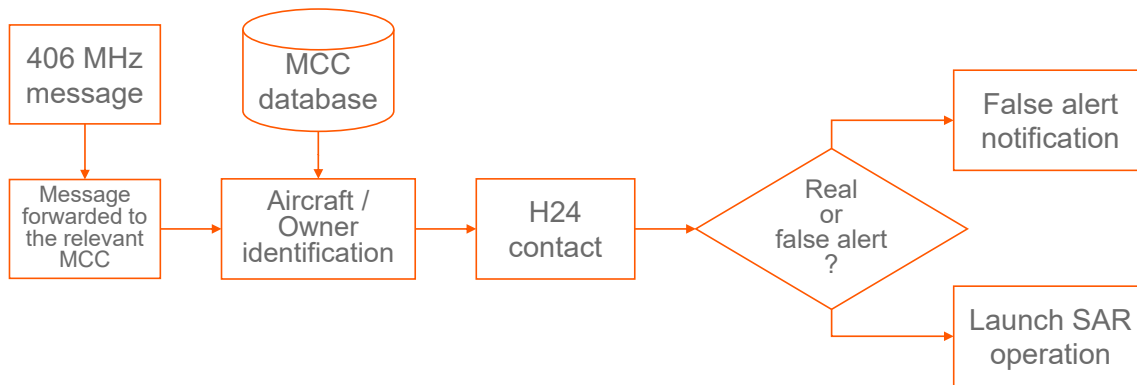 406 MHz
message
MCC
database
False alert
notification
Message
forwarded to
the relevant
MCC
Aircraft /
Owner
identification
H24
contact
Real
or
false alert
?
Launch SAR
operation